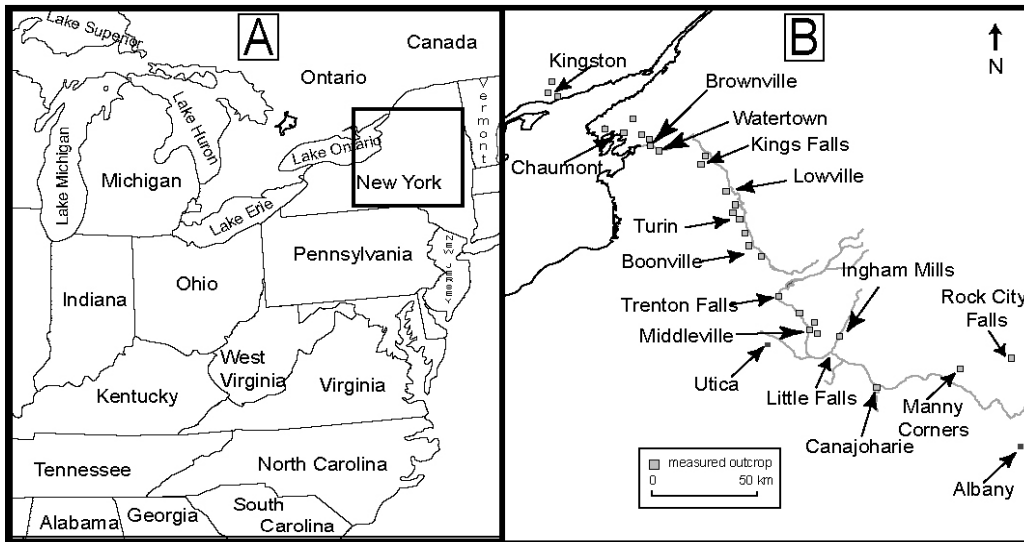 A
Lake Superior
Canada
Ontario
Lake Michigan
Lake Huron
Lake Ontario
Vermont
Michigan
New York
Lake Erie
Pennsylvania
New Jersey
Indiana
Ohio
West
Virginia
Virginia
Kentucky
Tennessee
North Carolina
Alabama
Georgia
South
Carolina
B
N
Kingston
Brownville
Watertown
Kings Falls
Chaumont
Lowville
Turin
Boonville
Ingham Mills
Trenton Falls
Rock City
Falls
Middleville
Utica
Little Falls
Manny
Corners
Canajoharie
Albany
measured outcrop
0 50 km